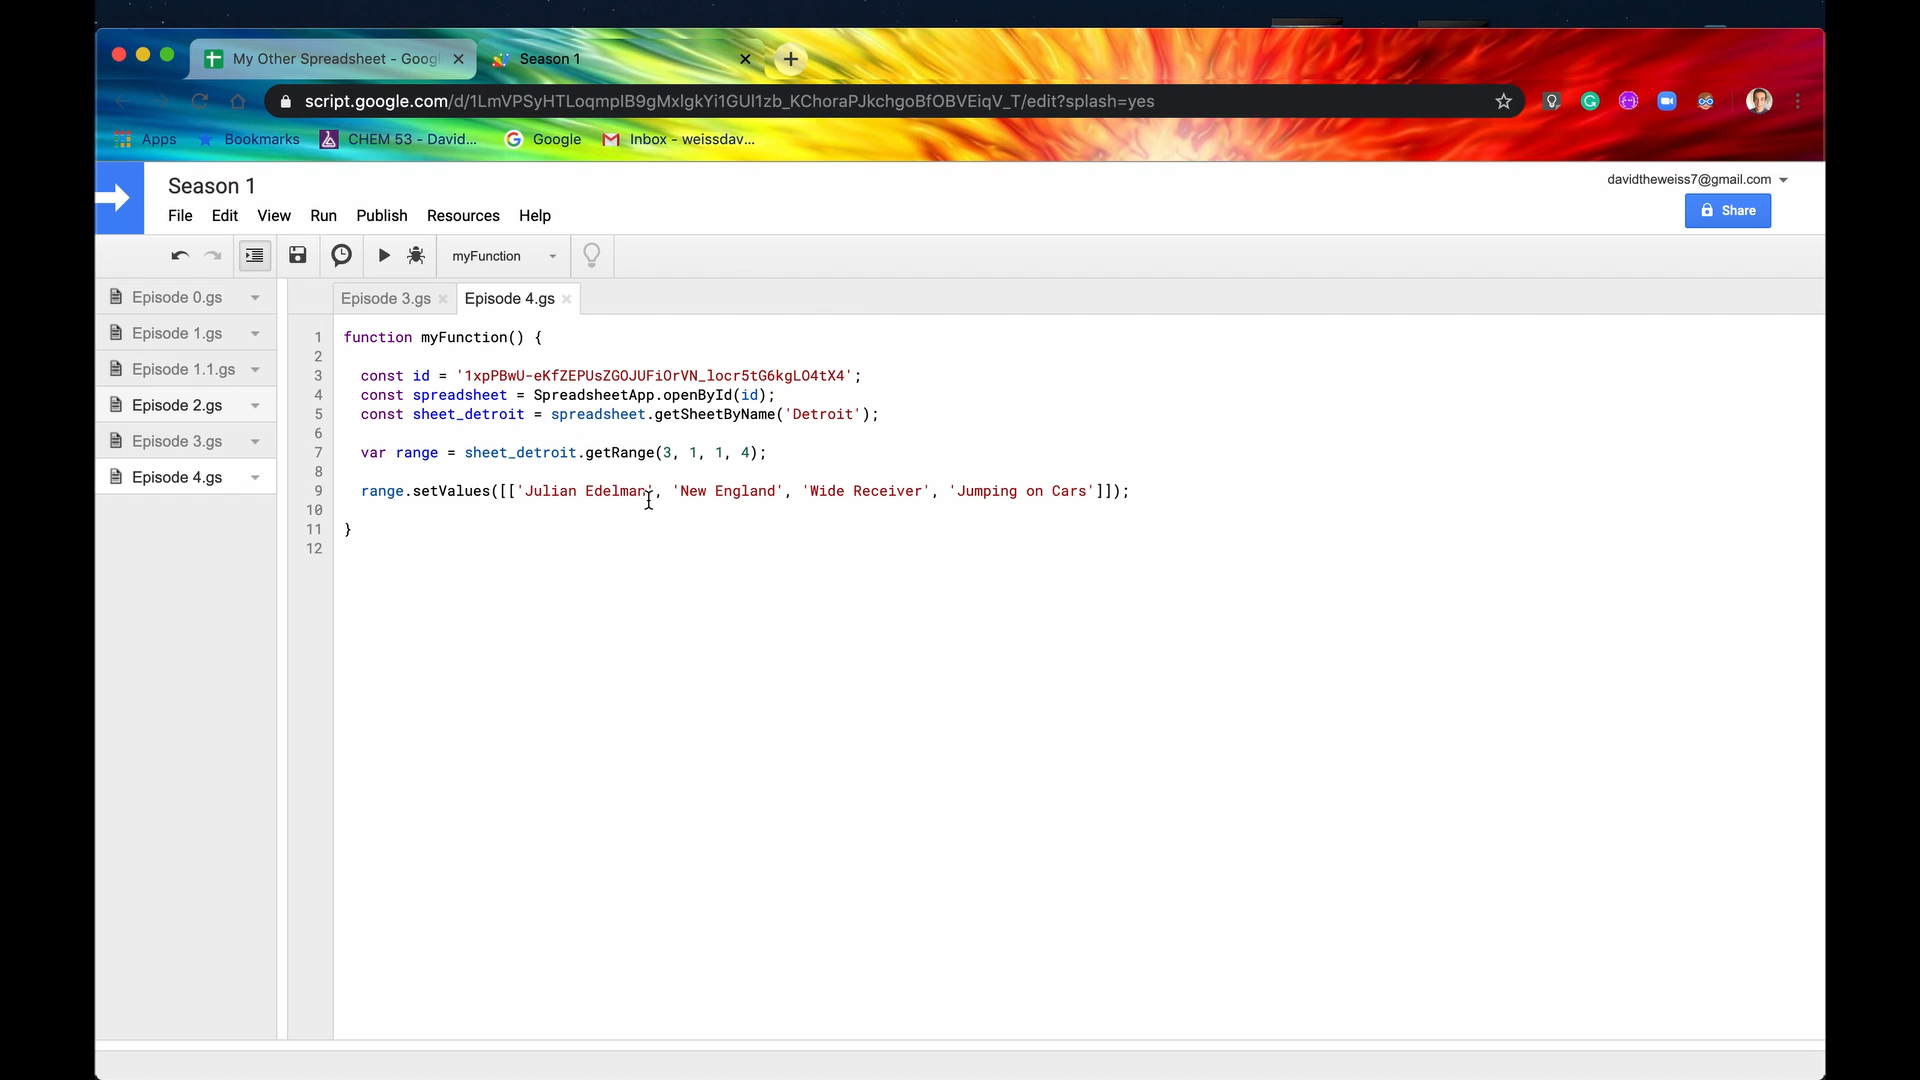 My Other Spreadsheet - Goog
Season 1
script.google.com/d/1LmVPSyHTLoqmpIB9gMxlgkYi1GUl1zb_KChoraPJkchgoBfOBVEiqV_T/edit?splash=yes
Apps
Bookmarks
CHEM 53 - David...
Google
Inbox - weissdav...
Season 1
davidtheweiss7@gmail.com
File Edit View Run Publish Resources Help
Share
myFunction
Episode 0.gs
Episode 1.gs
Episode 1.1.gs
Episode 2.gs
Episode 3.gs
Episode 4.gs
Episode 3.gs
Episode 4.gs
1 function myFunction() {
2
3 const id = '1xpPBwU-eKfZEPUsZGOJUFiOrVN_locr5tG6kgLO4tX4';
4 const spreadsheet = SpreadsheetApp.openById(id);
5 const sheet_detroit = spreadsheet.getSheetByName('Detroit');
6
7 var range = sheet_detroit.getRange(3, 1, 1, 4);
8
9 range.setValues([['Julian Edelman', 'New England', 'Wide Receiver', 'Jumping on Cars']]);
10
11 }
12